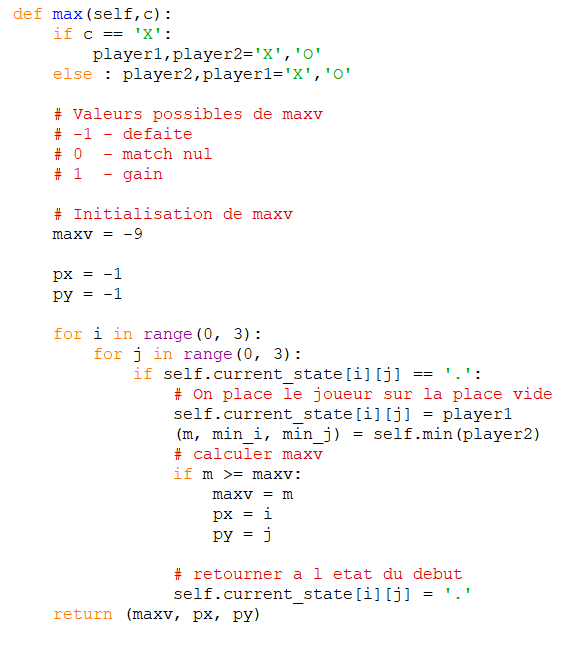 def max(self,c):
    if c == 'X':
        player1,player2='X','O'
    else : player2,player1='X','O'

    # Valeurs possibles de maxv
    # -1 - defaite
    # 0  - match nul
    # 1  - gain

    # Initialisation de maxv
    maxv = -9

    px = -1
    py = -1

    for i in range(0, 3):
        for j in range(0, 3):
            if self.current_state[i][j] == '.':
                # On place le joueur sur la place vide
                self.current_state[i][j] = player1
                (m, min_i, min_j) = self.min(player2)
                # calculer maxv
                if m >= maxv:
                    maxv = m
                    px = i
                    py = j

                # retourner a l etat du debut
                self.current_state[i][j] = '.'
    return (maxv, px, py)